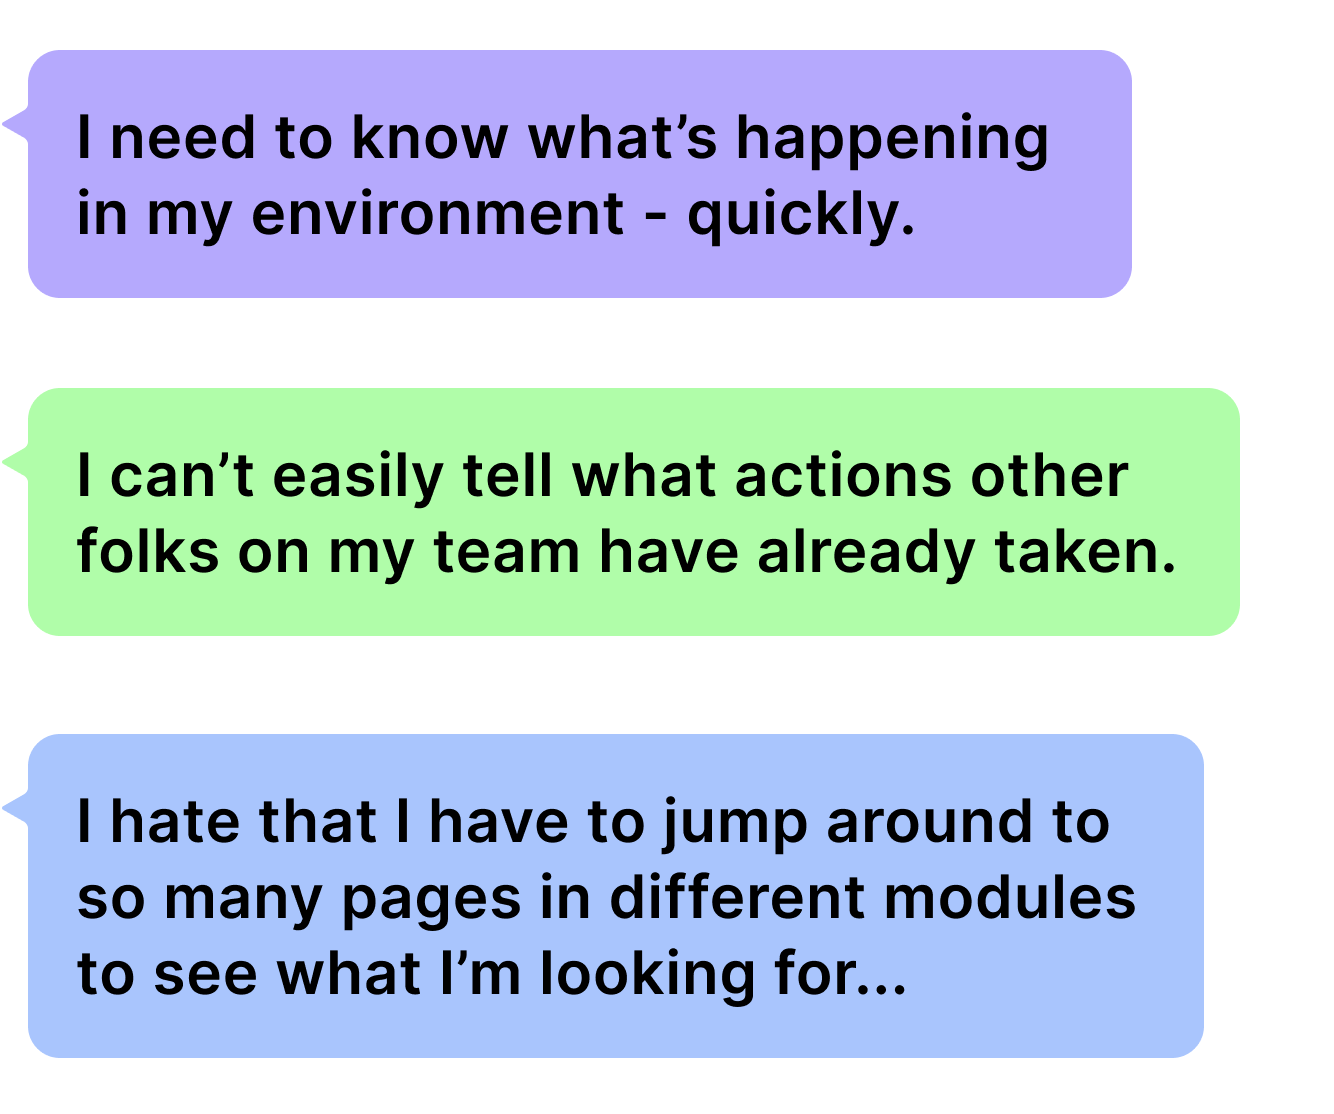 I need to know what’s happening
in my environment - quickly.
I can’t easily tell what actions other
folks on my team have already taken.
I hate that I have to jump around to
so many pages in different modules
to see what I’m looking for...